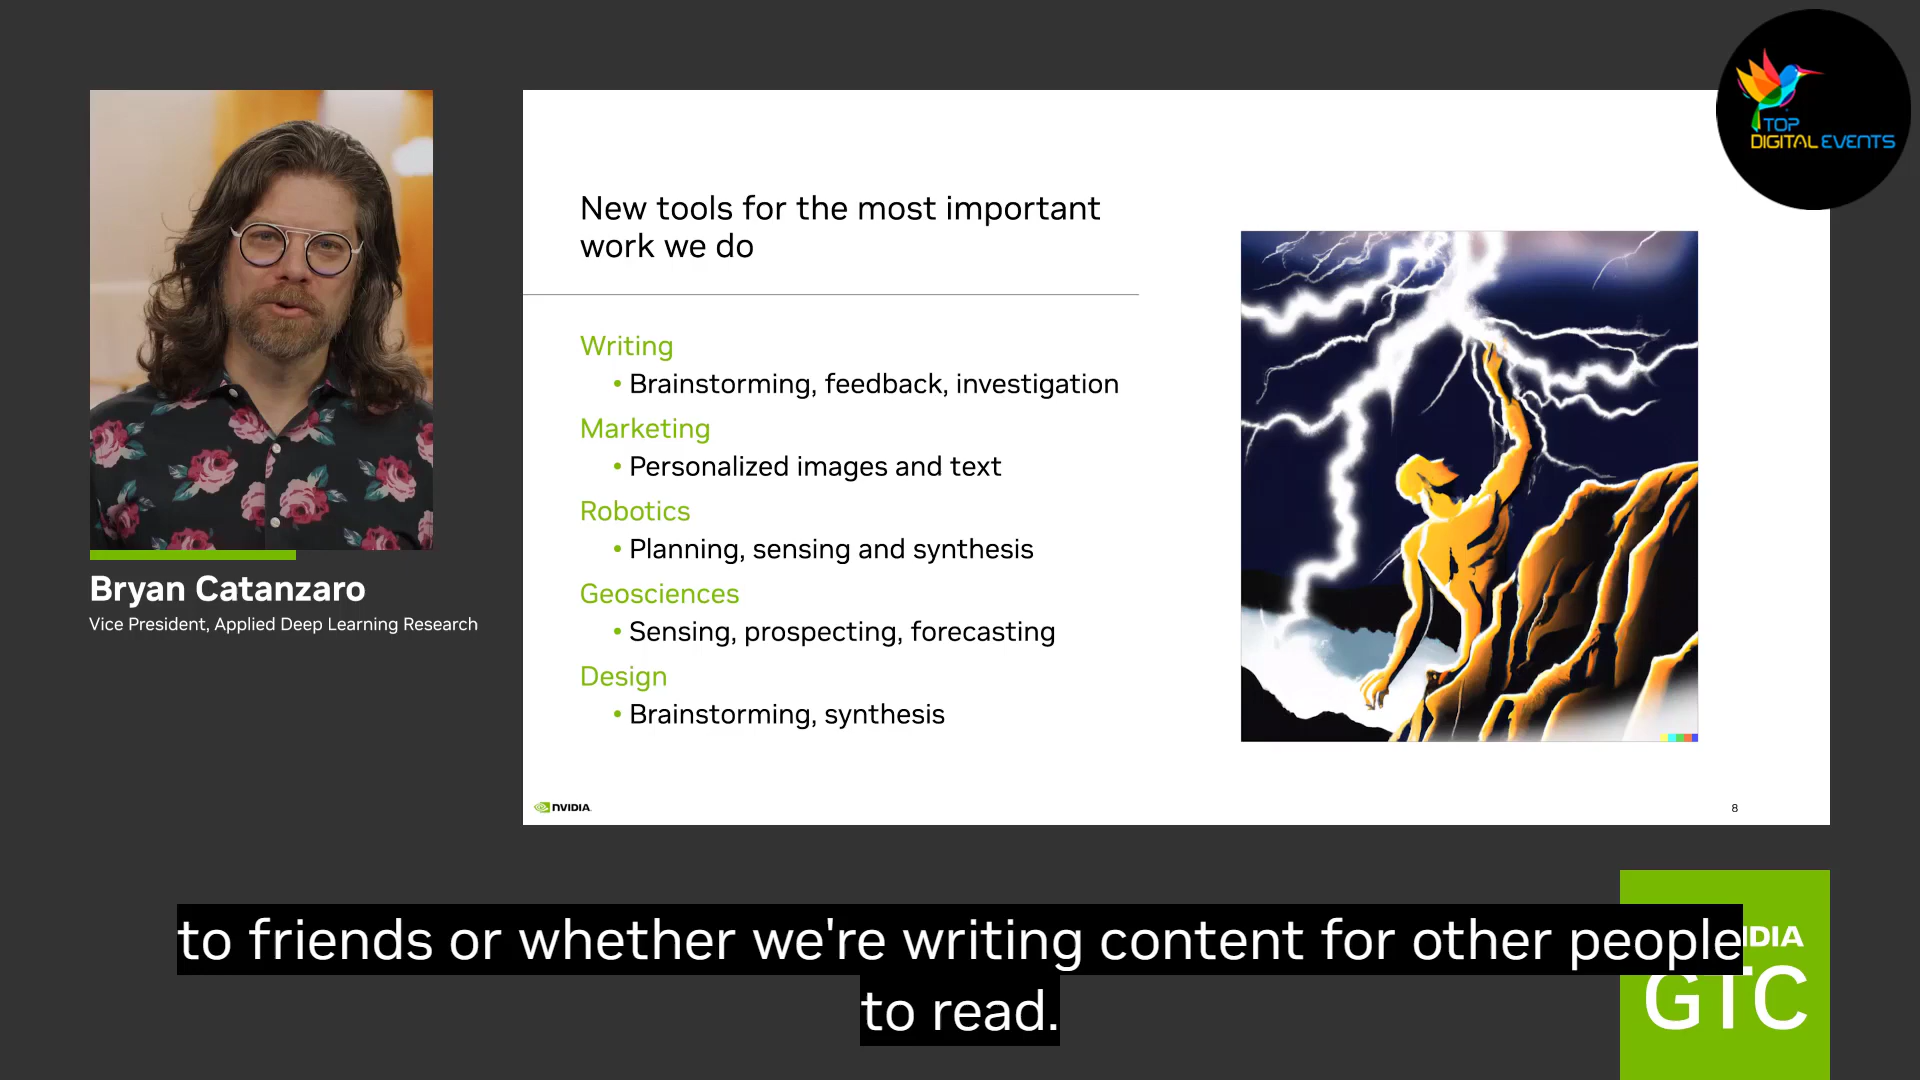 TOP
DIGITAL EVENTS
New tools for the most important
work we do
Writing
• Brainstorming, feedback, investigation
Marketing
• Personalized images and text
Robotics
• Planning, sensing and synthesis
Geosciences
• Sensing, prospecting, forecasting
Design
• Brainstorming, synthesis
NVIDIA
8
Bryan Catanzaro
Vice President, Applied Deep Learning Research
to friends or whether we're writing content for other people
to read.
IDIA
GTC